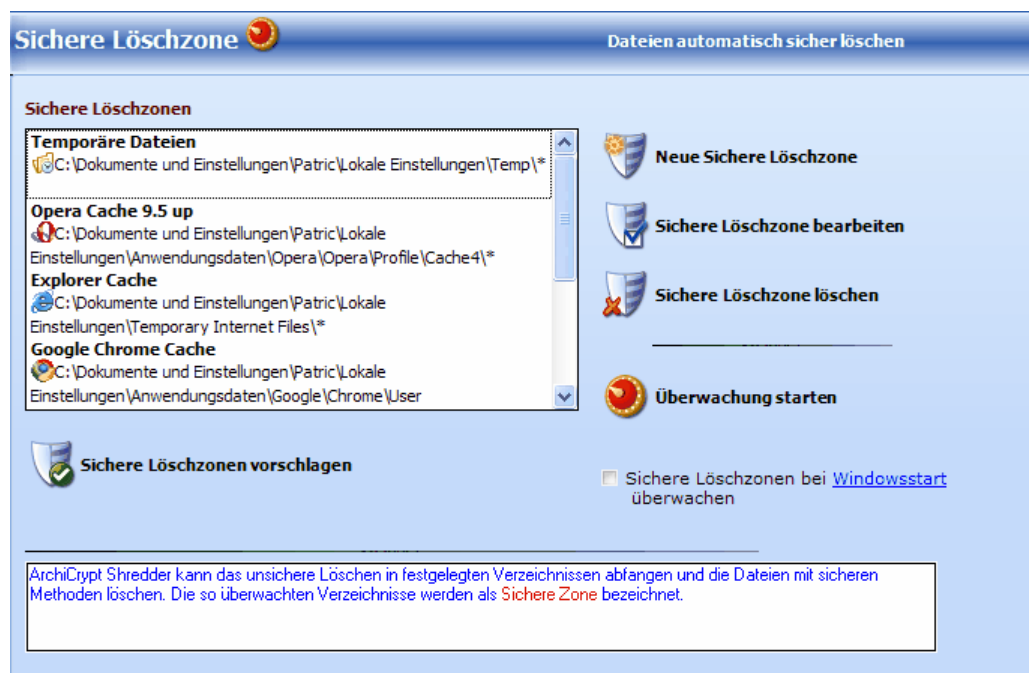 Sichere Löschzone
Dateien automatisch sicher löschen
Sichere Löschzonen
Temporäre Dateien
C:\Dokumente und Einstellungen\Patric\Lokale Einstellungen\Temp\*
Opera Cache 9.5 up
C:\Dokumente und Einstellungen\Patric\Lokale
Einstellungen\Anwendungsdaten\Opera\Opera\Profile\Cache4\*
Explorer Cache
C:\Dokumente und Einstellungen\Patric\Lokale
Einstellungen\Temporary Internet Files\*
Google Chrome Cache
C:\Dokumente und Einstellungen\Patric\Lokale
Einstellungen\Anwendungsdaten\Google\Chrome\User
Neue Sichere Löschzone
Sichere Löschzone bearbeiten
Sichere Löschzone löschen
Überwachung starten
Sichere Löschzonen vorschlagen
Sichere Löschzonen bei Windowsstart
überwachen
ArchiCrypt Shredder kann das unsichere Löschen in festgelegten Verzeichnissen abfangen und die Dateien mit sicheren
Methoden löschen. Die so überwachten Verzeichnisse werden als Sichere Zone bezeichnet.